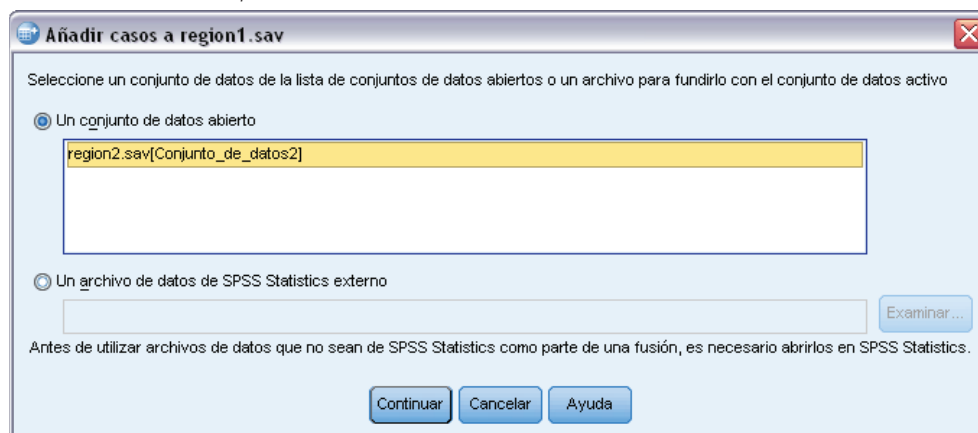 Añadir casos a region1.sav
Seleccione un conjunto de datos de la lista de conjuntos de datos abiertos o un archivo para fundirlo con el conjunto de datos activo
Un conjunto de datos abierto
region2.sav[Conjunto_de_datos2]
Un archivo de datos de SPSS Statistics externo
Examinar...
Antes de utilizar archivos de datos que no sean de SPSS Statistics como parte de una fusión, es necesario abrirlos en SPSS Statistics.
Continuar Cancelar Ayuda